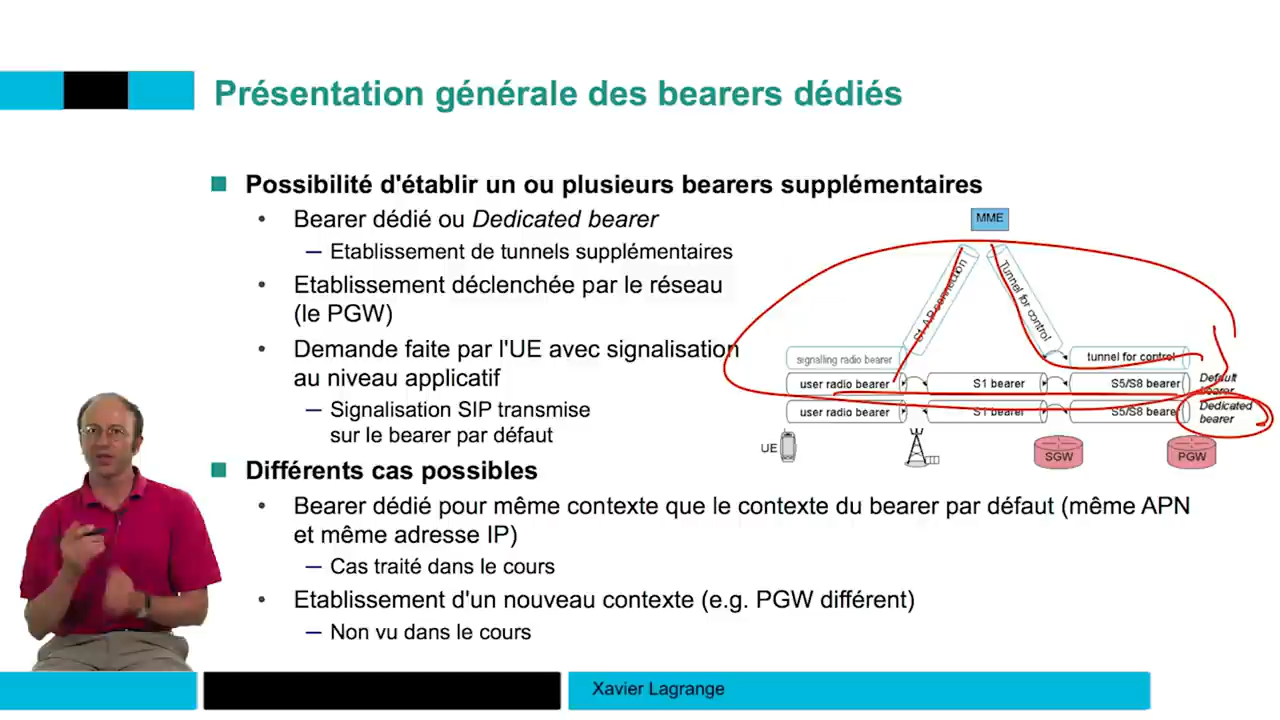 Présentation générale des bearers dédiés
Possibilité d'établir un ou plusieurs bearers supplémentaires
• Bearer dédié ou Dedicated bearer
– Etablissement de tunnels supplémentaires
• Etablissement déclenchée par le réseau
(le PGW)
• Demande faite par l'UE avec signalisation
au niveau applicatif
– Signalisation SIP transmise
sur le bearer par défaut
MME
S1-AP connection
Tunnel for control
signalling radio bearer
tunnel for control
user radio bearer
S1 bearer
S5/S8 bearer
Default
bearer
user radio bearer
S1 bearer
S5/S8 bearer
Dedicated
bearer
UE
SGW
PGW
Différents cas possibles
• Bearer dédié pour même contexte que le contexte du bearer par défaut (même APN
et même adresse IP)
– Cas traité dans le cours
• Etablissement d'un nouveau contexte (e.g. PGW différent)
– Non vu dans le cours
Xavier Lagrange